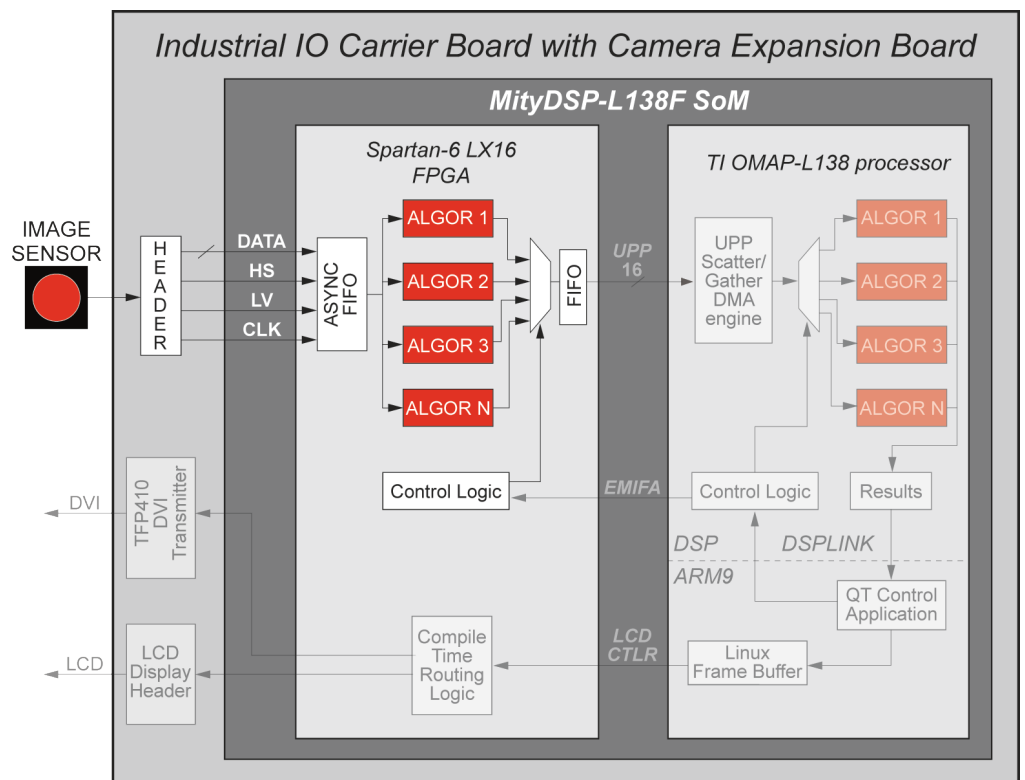 Industrial IO Carrier Board with Camera Expansion Board
MityDSP-L138F SoM
Spartan-6 LX16
FPGA
TI OMAP-L138 processor
IMAGE
SENSOR
HEADER
DATA
HS
LV
CLK
ASYNC
FIFO
ALGOR 1
ALGOR 2
ALGOR 3
ALGOR N
FIFO
UPP
16
UPP
Scatter/
Gather
DMA
engine
ALGOR 1
ALGOR 2
ALGOR 3
ALGOR N
Control Logic
EMIFA
Control Logic
Results
DSP
DSPLINK
ARM9
QT Control
Application
DVI
TFP410
DVI
Transmitter
LCD
LCD
Display
Header
Compile
Time
Routing
Logic
LCD
CTLR
Linux
Frame Buffer